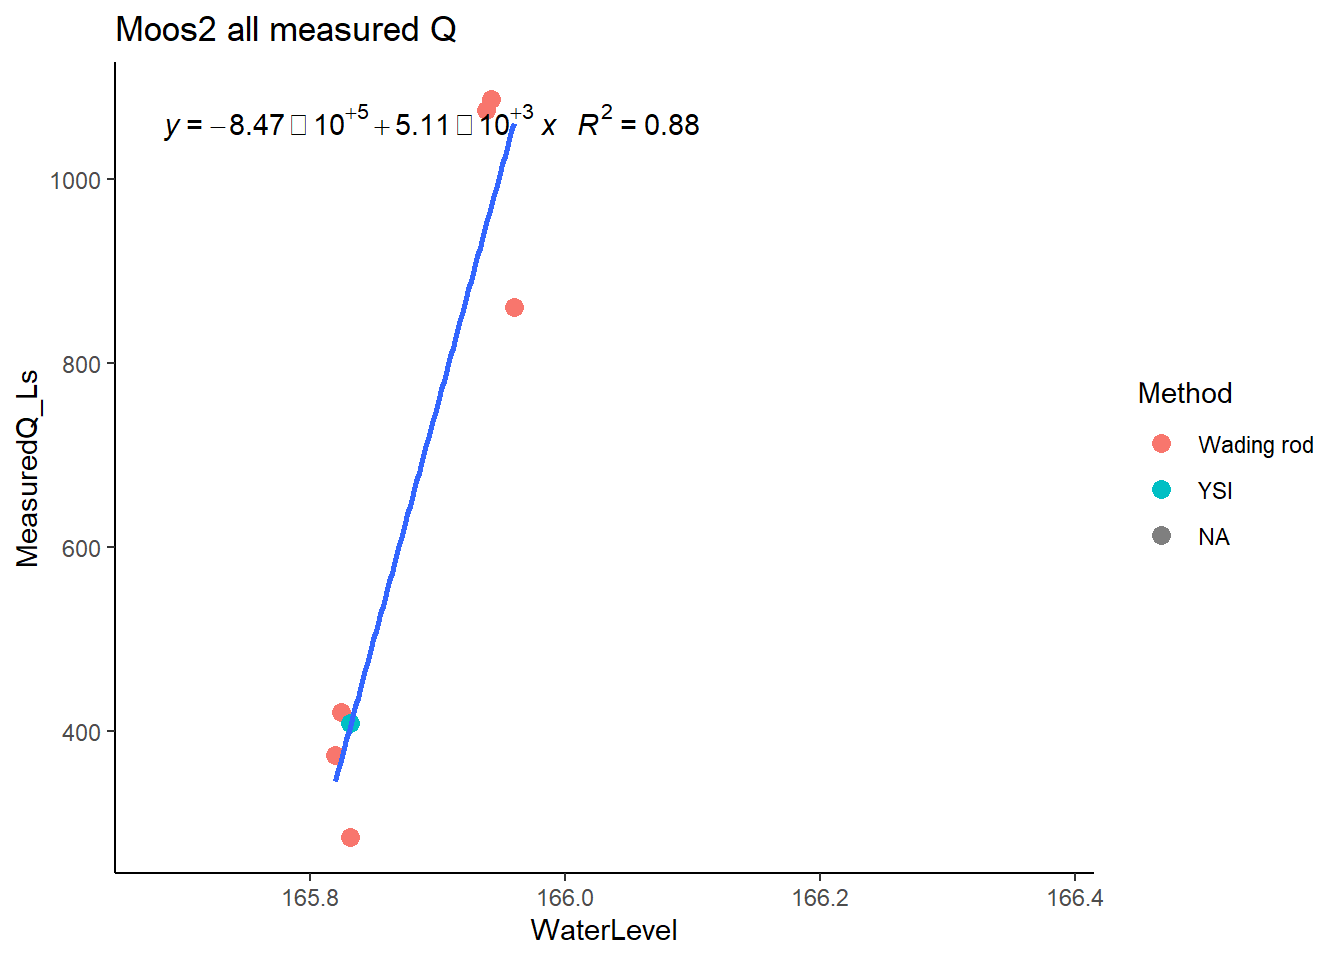 Moos2 all measured Q
y = −8.47 □ 10⁺⁵ + 5.11 □ 10⁺³ x R² = 0.88
1000
800
600
400
MeasuredQ_Ls
165.8 166.0 166.2 166.4
WaterLevel
Method
Wading rod
YSI
NA